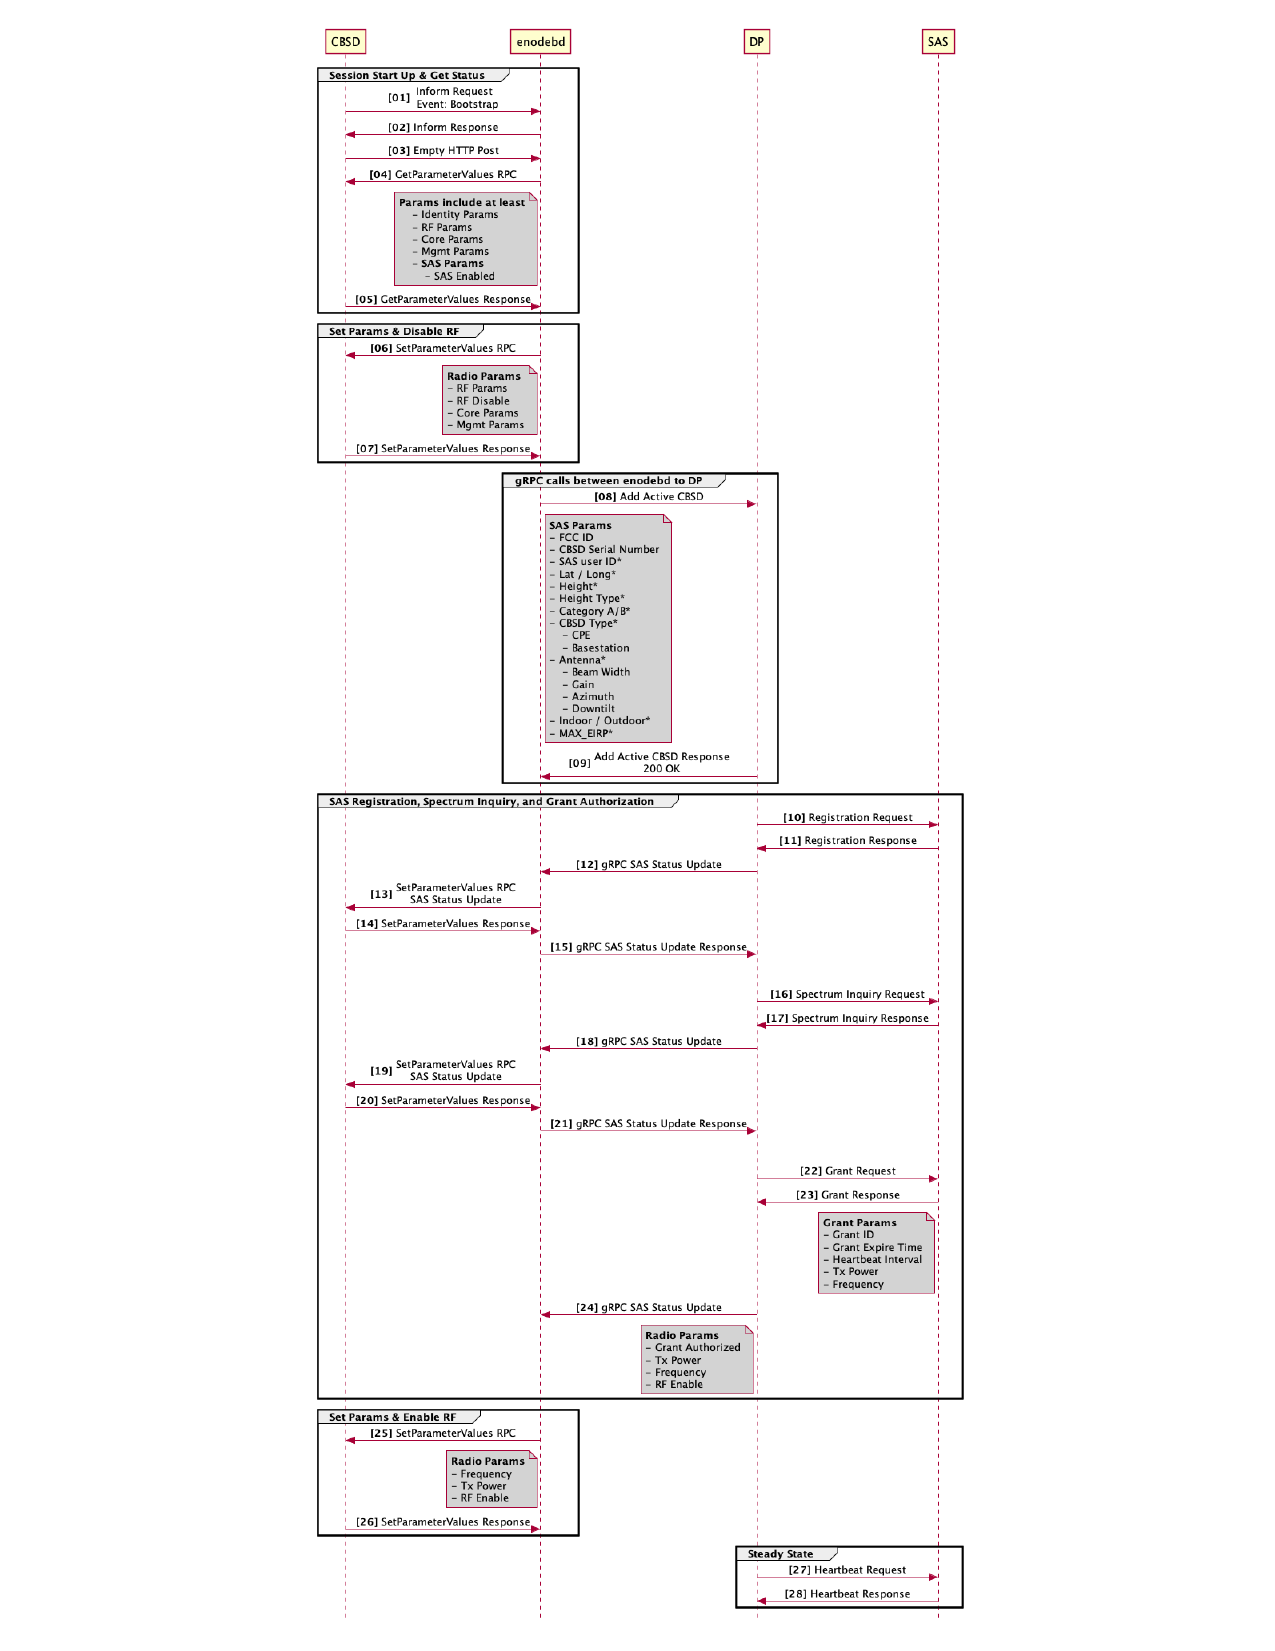 CBSD enodebd DP SAS
Session Start Up & Get Status
[01] Inform Request
Event: Bootstrap
[02] Inform Response
[03] Empty HTTP Post
[04] GetParameterValues RPC
Params include at least
- Identity Params
- RF Params
- Core Params
- Mgmt Params
- SAS Params
- SAS Enabled
[05] GetParameterValues Response
Set Params & Disable RF
[06] SetParameterValues RPC
Radio Params
- RF Params
- RF Disable
- Core Params
- Mgmt Params
[07] SetParameterValues Response
gRPC calls between enodebd to DP
[08] Add Active CBSD
SAS Params
- FCC ID
- CBSD Serial Number
- SAS user ID*
- Lat / Long*
- Height*
- Height Type*
- Category A/B*
- CBSD Type*
- CPE
- Basestation
- Antenna*
- Beam Width
- Gain
- Azimuth
- Downtilt
- Indoor / Outdoor*
- MAX_EIRP*
[09] Add Active CBSD Response
200 OK
SAS Registration, Spectrum Inquiry, and Grant Authorization
[10] Registration Request
[11] Registration Response
[12] gRPC SAS Status Update
[13] SetParameterValues RPC
SAS Status Update
[14] SetParameterValues Response
[15] gRPC SAS Status Update Response
[16] Spectrum Inquiry Request
[17] Spectrum Inquiry Response
[18] gRPC SAS Status Update
[19] SetParameterValues RPC
SAS Status Update
[20] SetParameterValues Response
[21] gRPC SAS Status Update Response
[22] Grant Request
[23] Grant Response
Grant Params
- Grant ID
- Grant Expire Time
- Heartbeat Interval
- Tx Power
- Frequency
[24] gRPC SAS Status Update
Radio Params
- Grant Authorized
- Tx Power
- Frequency
- RF Enable
Set Params & Enable RF
[25] SetParameterValues RPC
Radio Params
- Frequency
- Tx Power
- RF Enable
[26] SetParameterValues Response
Steady State
[27] Heartbeat Request
[28] Heartbeat Response